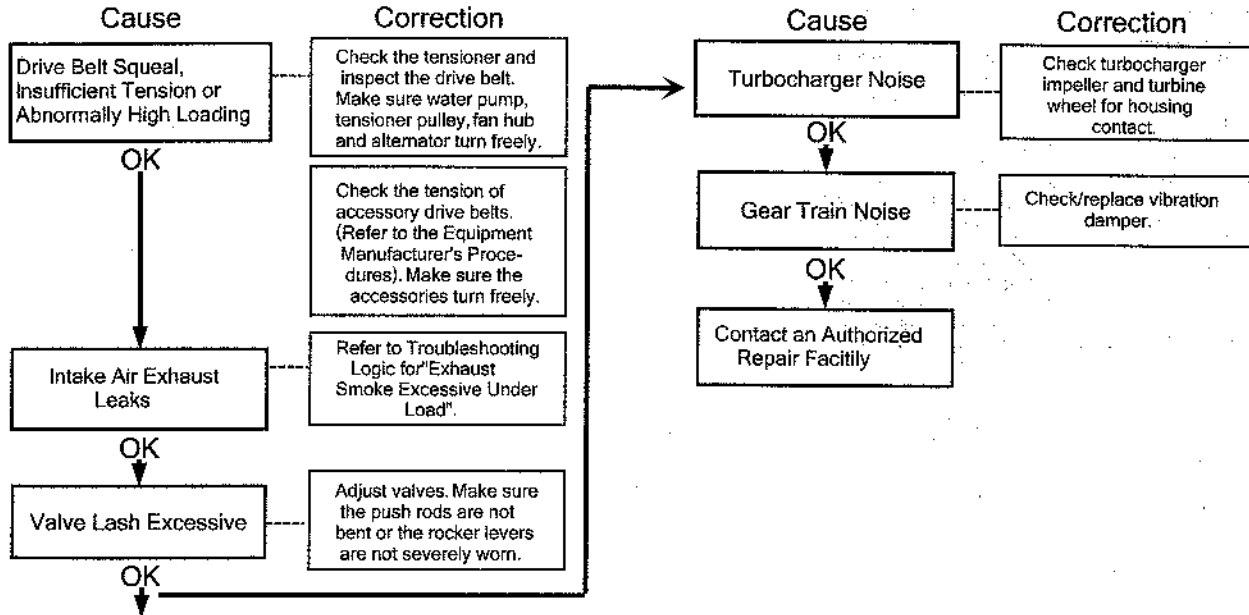 Cause
Correction
Drive Belt Squeal,
Insufficient Tension or
Abnormally High Loading
Check the tensioner and
inspect the drive belt.
Make sure water pump,
tensioner pulley, fan hub
and alternator turn freely.
OK
Check the tension of
accessory drive belts.
(Refer to the Equipment
Manufacturer's Proce-
dures). Make sure the
accessories turn freely.
Intake Air Exhaust
Leaks
Refer to Troubleshooting
Logic for"Exhaust
Smoke Excessive Under
Load".
OK
Valve Lash Excessive
Adjust valves. Make sure
the push rods are not
bent or the rocker levers
are not severely worn.
OK
Cause
Correction
Turbocharger Noise
Check turbocharger
impeller and turbine
wheel for housing
contact.
OK
Gear Train Noise
Check/replace vibration
damper.
OK
Contact an Authorized
Repair Facitily